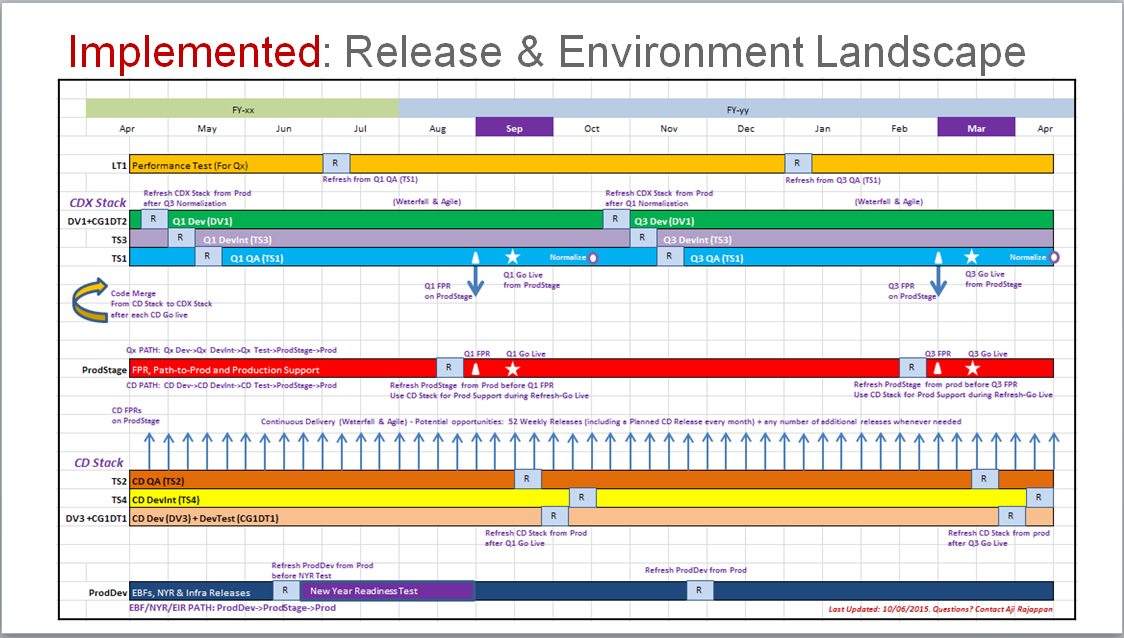 Implemented: Release & Environment Landscape
FY-xx FY-yy
Apr May Jun Jul Aug Sep Oct Nov Dec Jan Feb Mar Apr
LT1 Performance Test (For Qx) R R
Refresh from Q1 QA (TS1) Refresh from Q3 QA (TS1)
Refresh CDX Stack from Prod Refresh CDX Stack from Prod
CDX Stack after Q3 Normalization (Waterfall & Agile) after Q1 Normalization (Waterfall & Agile)
DV1+CG1DT2 R Q1 Dev (DV1) R Q3 Dev (DV1)
TS3 R Q1 DevInt (TS3) R Q3 DevInt (TS3)
TS1 R Q1 QA (TS1) Normalize R Q3 QA (TS1) Normalize
Q1 Go Live Q3 Go Live
Q1 FPR from ProdStage Q3 FPR from ProdStage
on ProdStage on ProdStage
Code Merge
From CD Stack to CDX Stack
after each CD Go live
Qx PATH: Qx Dev->Qx DevInt->Qx Test->ProdStage->Prod Q1 FPR Q1 Go Live Q3 FPR Q3 Go Live
ProdStage FPR, Path-to-Prod and Production Support R R
CD PATH: CD Dev->CD DevInt->CD Test->ProdStage->Prod Refresh ProdStage from Prod before Q1 FPR Refresh ProdStage from prod before Q3 FPR
Use CD Stack for Prod Support during Refresh-Go Live Use CD Stack for Prod Support during Refresh-Go Live
CD FPRs
on ProdStage Continuous Delivery (Waterfall & Agile) - Potential opportunities: 52 Weekly Releases (including a Planned CD Release every month) + any number of additional releases whenever needed
CD Stack
TS2 CD QA (TS2) R R
TS4 CD DevInt (TS4) R R
DV3 +CG1DT1 CD Dev (DV3) + DevTest (CG1DT1) R R
Refresh CD Stack from Prod Refresh CD Stack from prod
after Q1 Go Live after Q3 Go Live
Refresh ProdDev from Prod Refresh ProdDev from Prod
before NYR Test
ProdDev EBFs, NYR & Infra Releases R New Year Readiness Test R
EBF/NYR/EIR PATH: ProdDev->ProdStage->Prod Last Updated: 10/06/2015. Questions? Contact Aji Rajappan